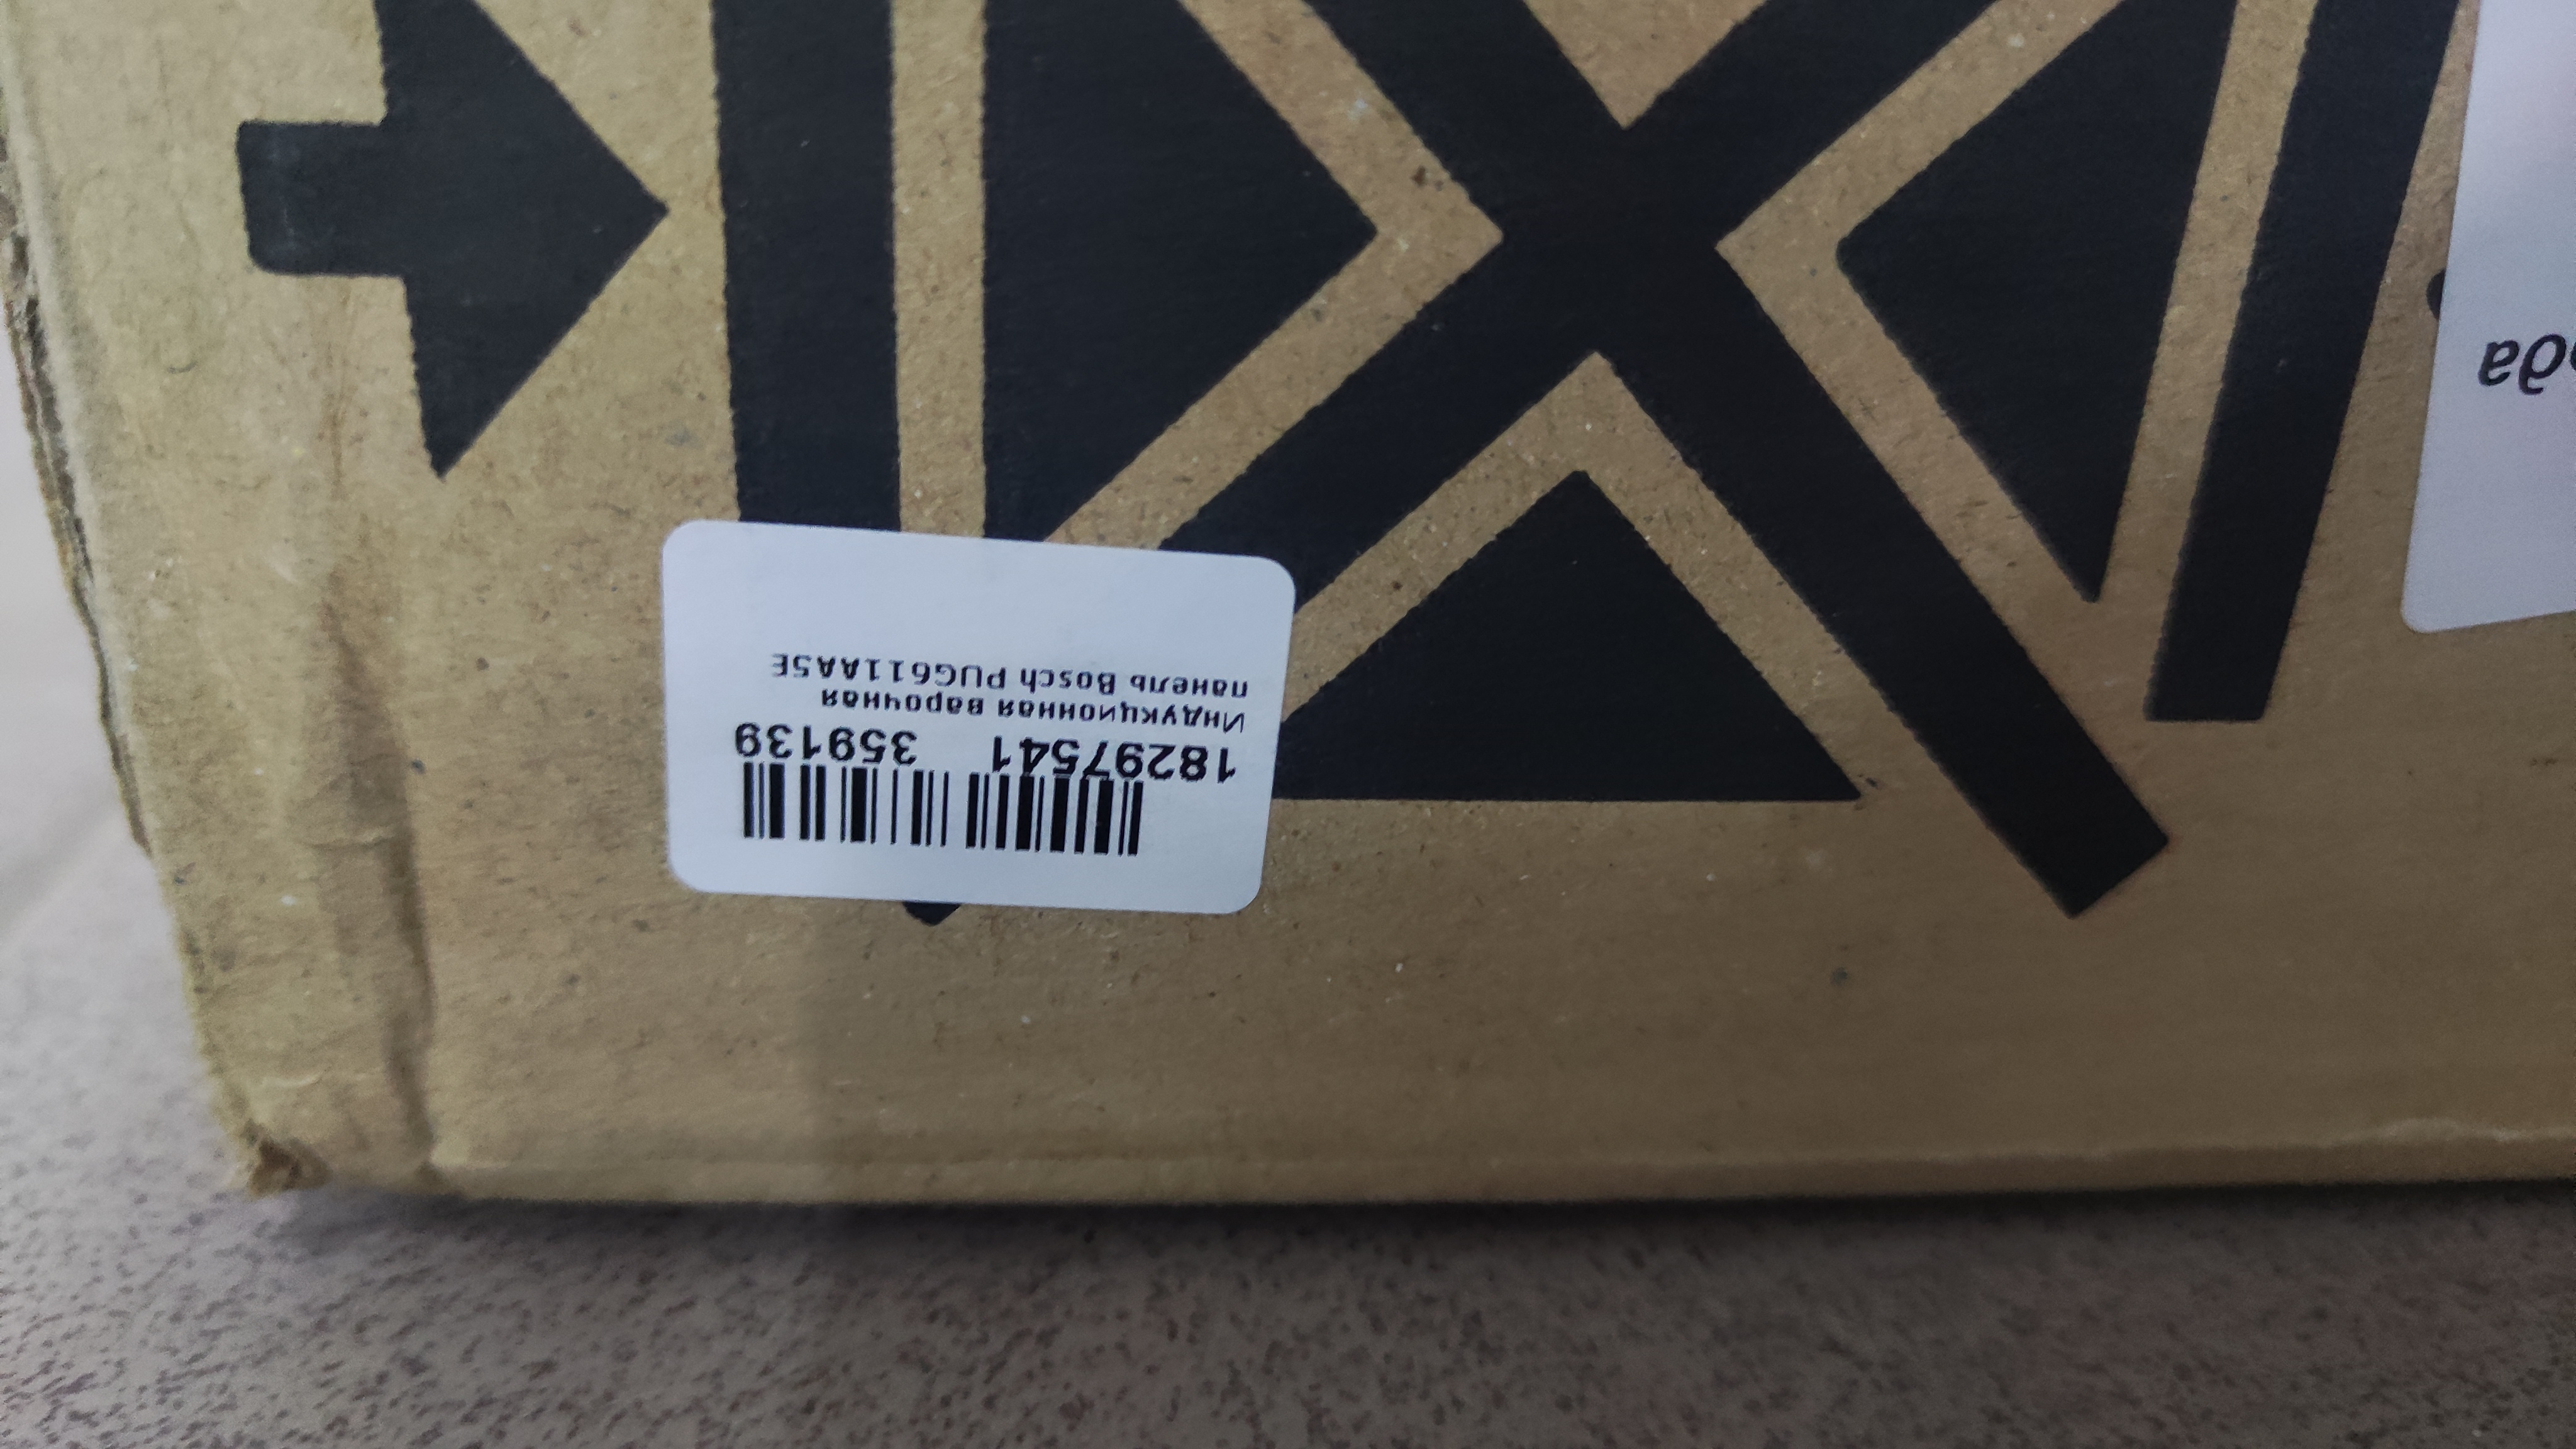 18297541 359139
Индукционная варочная
панель Bosch PUG611AA5E